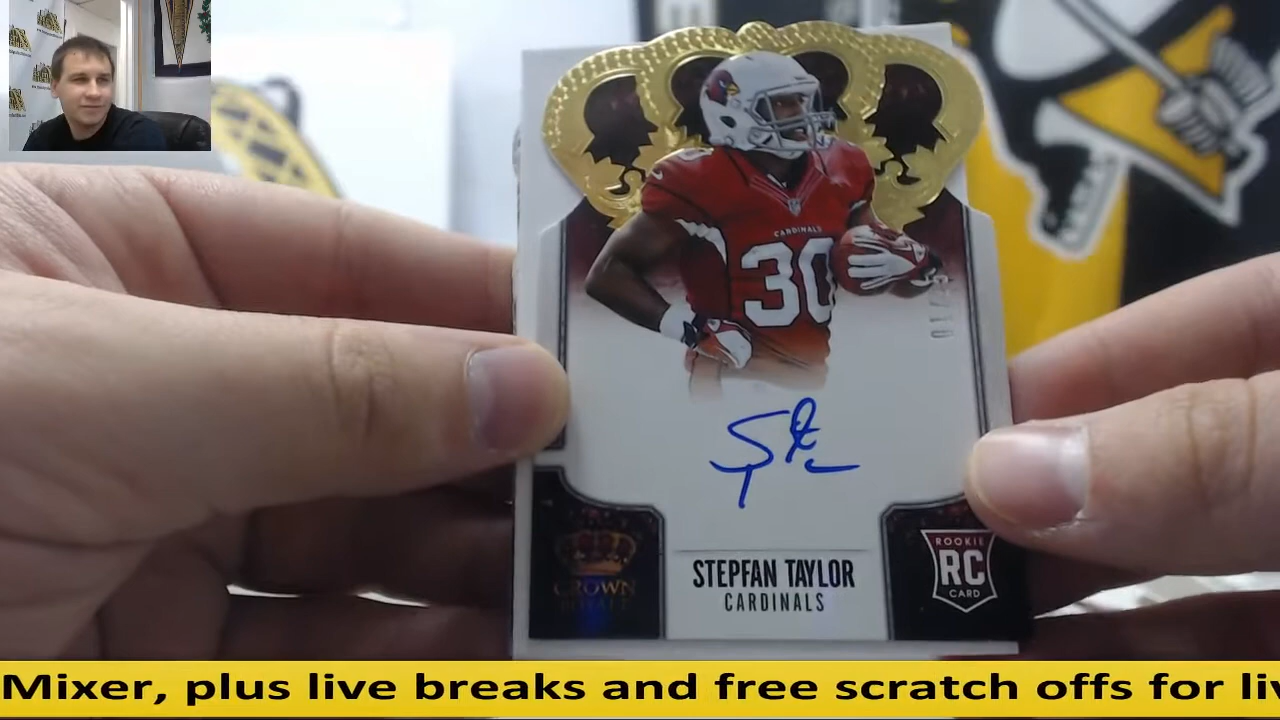 CARDINALS
30
STEPFAN TAYLOR
CARDINALS
CROWN
ROYALE
ROOKIE
RC
CARD
Mixer, plus live breaks and free scratch offs for liv